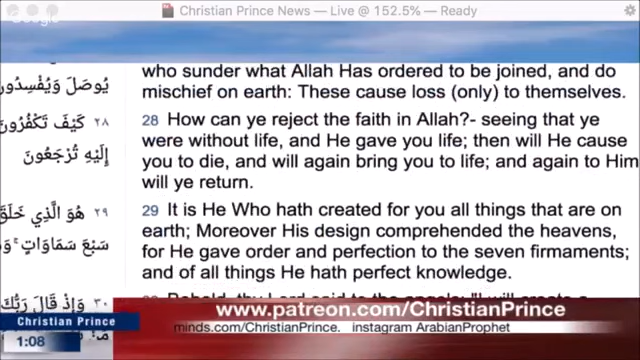 Christian Prince News — Live @ 152.5% — Ready
who sunder what Allah Has ordered to be joined, and do
يُوصَلَ وَيُفْسِدُونَ
mischief on earth: These cause loss (only) to themselves.
28 How can ye reject the faith in Allah?- seeing that ye
٢٨ كَيْفَ تَكْفُرُونَ
were without life, and He gave you life; then will He cause
إِلَيْهِ تُرْجَعُونَ
you to die, and will again bring you to life; and again to Him
will ye return.
29 It is He Who hath created for you all things that are on
٢٩ هُوَ الَّذِي خَلَقَ
earth; Moreover His design comprehended the heavens,
سَبْعَ سَمَاوَاتٍ
for He gave order and perfection to the seven firmaments;
and of all things He hath perfect knowledge.
٣٠ وَإِذْ قَالَ رَبُّكَ
www.patreon.com/ChristianPrince
Christian Prince
minds.com/ChristianPrince. instagram ArabianProphet
1:08